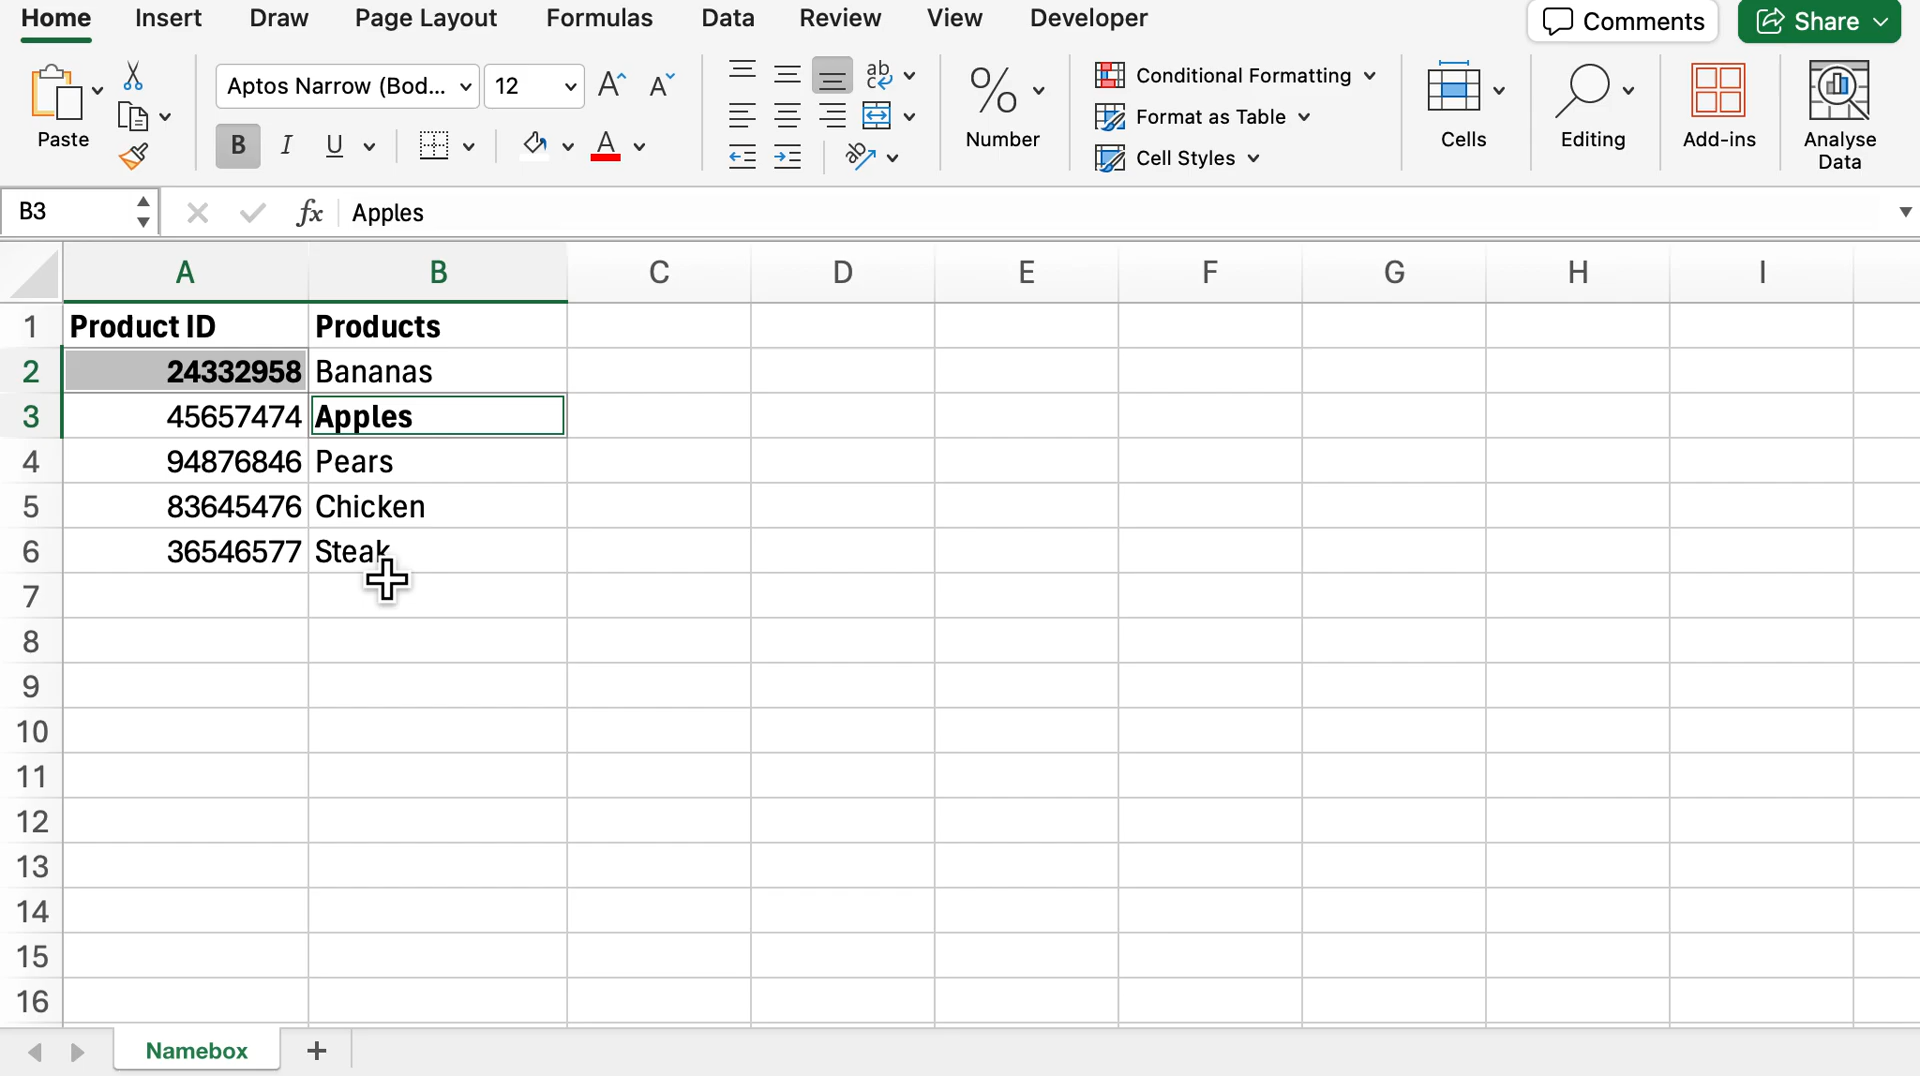 Home Insert Draw Page Layout Formulas Data Review View Developer Comments Share
Aptos Narrow (Bod... 12
Paste
B I U A
ab
c
Number
Conditional Formatting
Format as Table
Cell Styles
Cells
Editing
Add-ins
Analyse
Data
B3 fx Apples
A B C D E F G H I
1 Product ID Products
2 24332958 Bananas
3 45657474 Apples
4 94876846 Pears
5 83645476 Chicken
6 36546577 Steak
7
8
9
10
11
12
13
14
15
16
Namebox +